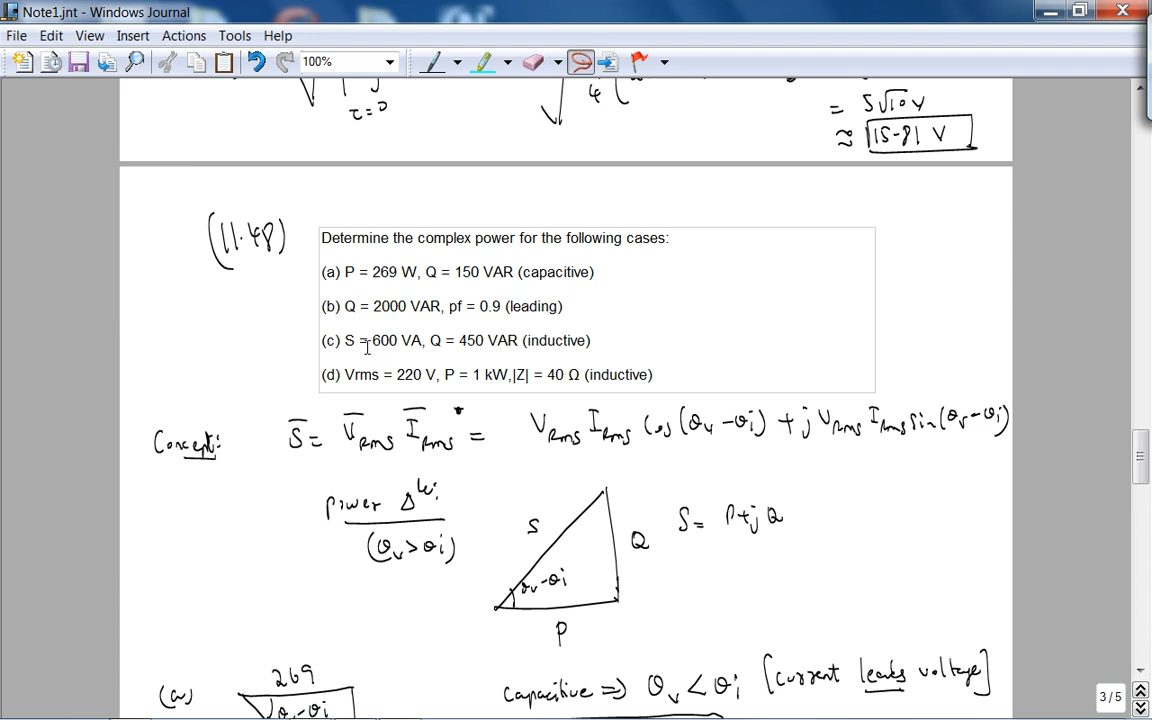 Note1.jnt - Windows Journal
File Edit View Insert Actions Tools Help
100%
τ=0
4
= 5√10 V
≈ 15.81 V
(11.48)
Determine the complex power for the following cases:
(a) P = 269 W, Q = 150 VAR (capacitive)
(b) Q = 2000 VAR, pf = 0.9 (leading)
(c) S = 600 VA, Q = 450 VAR (inductive)
(d) Vrms = 220 V, P = 1 kW,|Z| = 40 Ω (inductive)
Concept: S̅ = V̅rms I̅rms* = Vrms Irms Cos(θv-θi) + j Vrms Irms Sin(θv-θi)
power Δle:
(θv>θi)
S
Q
S= P+jQ
θv-θi
P
(a) 269
θv-θi
capacitive => θv<θi [current leads voltage]
3/5